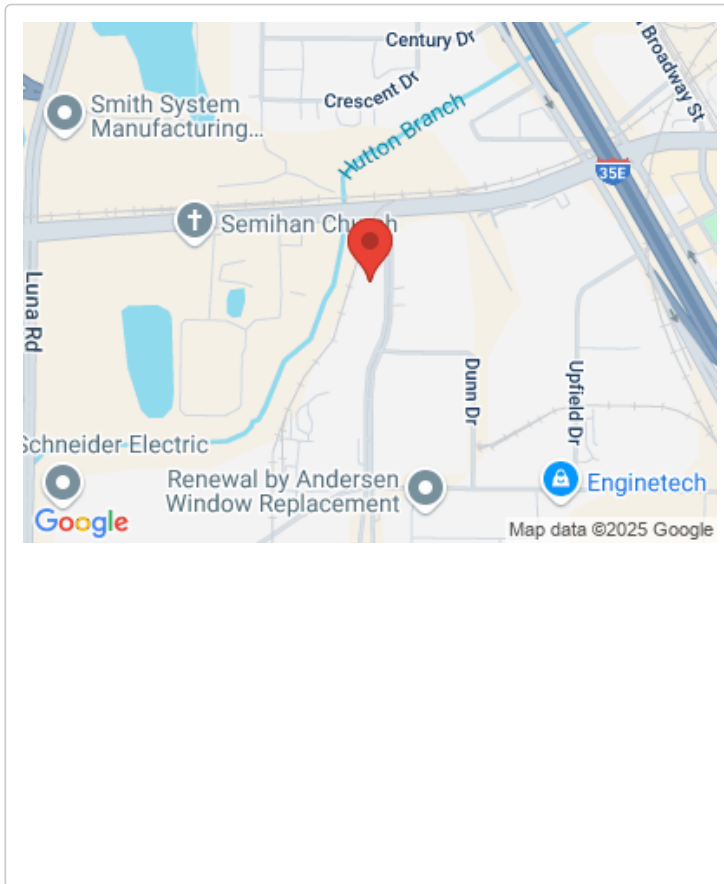 Century Dr
Broadway St
Smith System
Manufacturing...
Crescent Dr
Hutton Branch
35E
Semihan Church
Luna Rd
Dunn Dr
Upfield Dr
Schneider Electric
Renewal by Andersen
Window Replacement
Enginetech
Google
Map data ©2025 Google